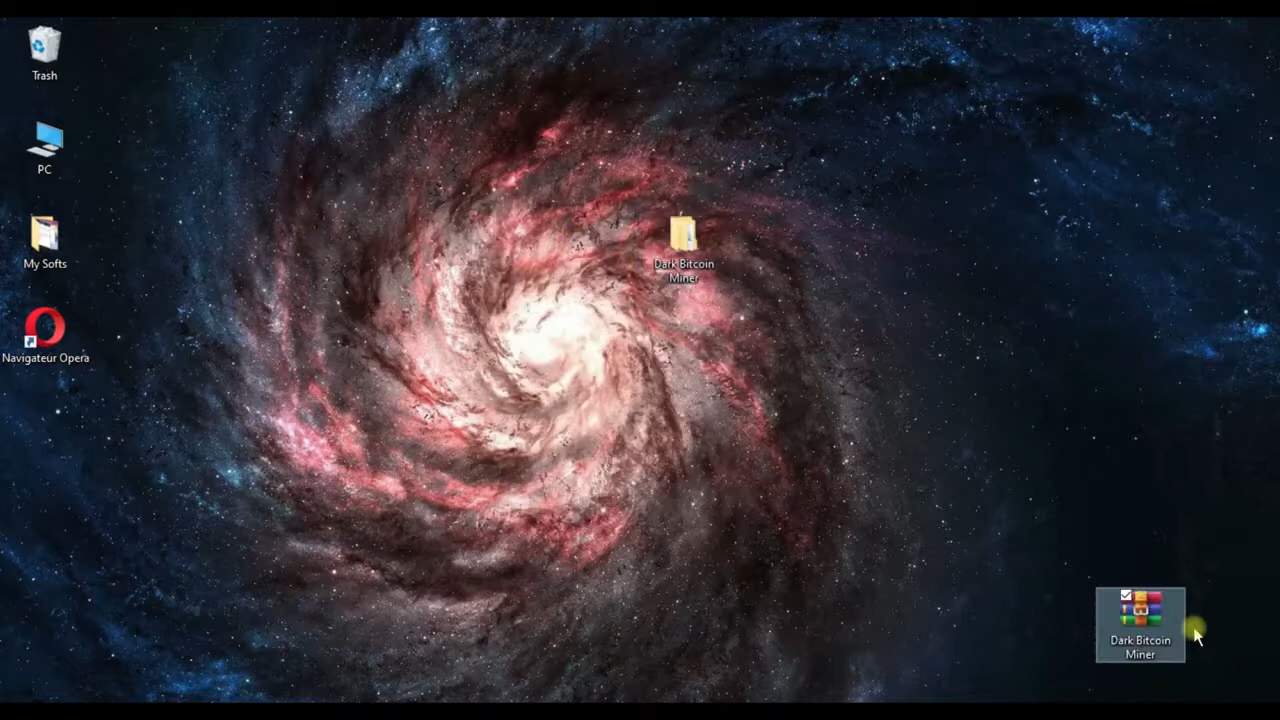 Trash
PC
My Softs
Navigateur Opera
Dark Bitcoin
Miner
Dark Bitcoin
Miner